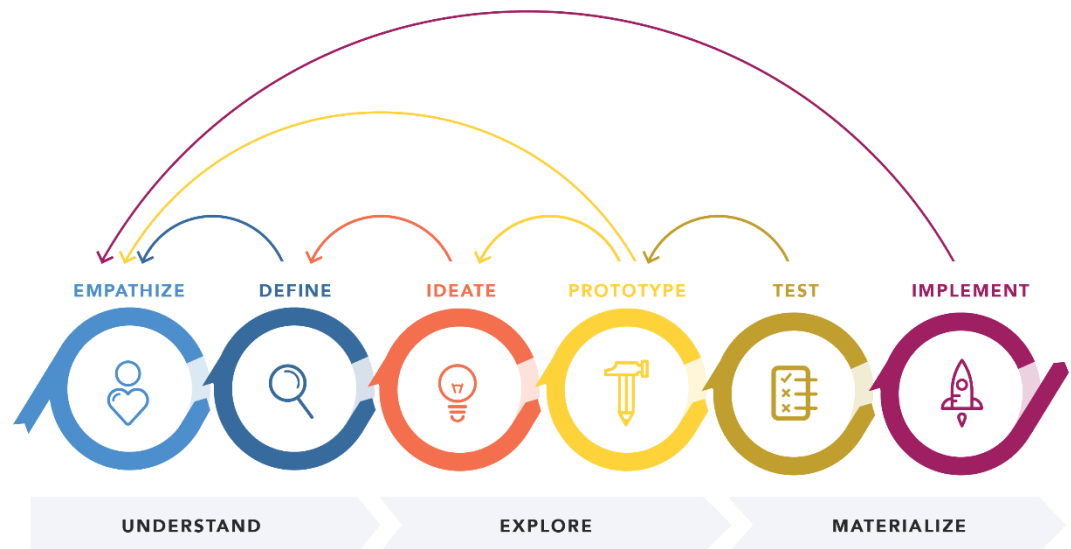 EMPATHIZE
DEFINE
IDEATE
PROTOTYPE
TEST
IMPLEMENT
UNDERSTAND
EXPLORE
MATERIALIZE